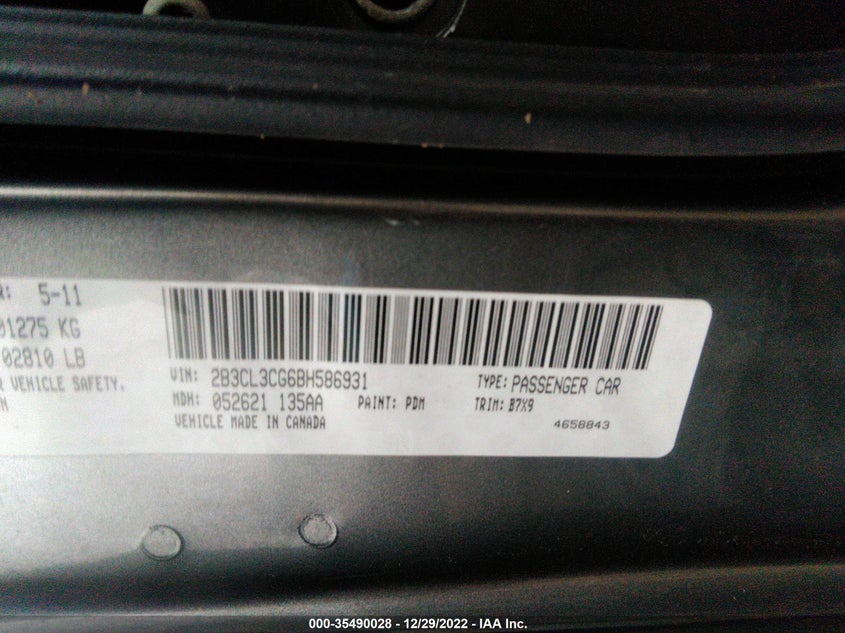 R: 5-11
01275 KG
02810 LB
R VEHICLE SAFETY,
N
VIN: 2B3CL3CG6BH586931
TYPE: PASSENGER CAR
MDH: 052621 135AA
PAINT: PDM
TRIM: B7X9
VEHICLE MADE IN CANADA
4658843
000-35490028 - 12/29/2022 - IAA Inc.